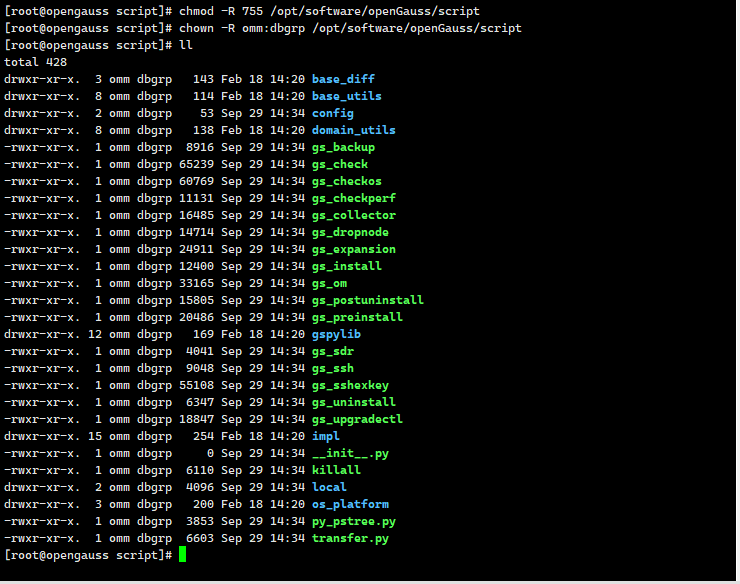 [root@opengauss script]# chmod -R 755 /opt/software/openGauss/script
[root@opengauss script]# chown -R omm:dbgrp /opt/software/openGauss/script
[root@opengauss script]# ll
total 428
drwxr-xr-x.  3 omm dbgrp   143 Feb 18 14:20 base_diff
drwxr-xr-x.  8 omm dbgrp   114 Feb 18 14:20 base_utils
drwxr-xr-x.  2 omm dbgrp    53 Sep 29 14:34 config
drwxr-xr-x.  8 omm dbgrp   138 Feb 18 14:20 domain_utils
-rwxr-xr-x.  1 omm dbgrp  8916 Sep 29 14:34 gs_backup
-rwxr-xr-x.  1 omm dbgrp 65239 Sep 29 14:34 gs_check
-rwxr-xr-x.  1 omm dbgrp 60769 Sep 29 14:34 gs_checkos
-rwxr-xr-x.  1 omm dbgrp 11131 Sep 29 14:34 gs_checkperf
-rwxr-xr-x.  1 omm dbgrp 16485 Sep 29 14:34 gs_collector
-rwxr-xr-x.  1 omm dbgrp 14714 Sep 29 14:34 gs_dropnode
-rwxr-xr-x.  1 omm dbgrp 24911 Sep 29 14:34 gs_expansion
-rwxr-xr-x.  1 omm dbgrp 12400 Sep 29 14:34 gs_install
-rwxr-xr-x.  1 omm dbgrp 33165 Sep 29 14:34 gs_om
-rwxr-xr-x.  1 omm dbgrp 15805 Sep 29 14:34 gs_postuninstall
-rwxr-xr-x.  1 omm dbgrp 20486 Sep 29 14:34 gs_preinstall
drwxr-xr-x. 12 omm dbgrp   169 Feb 18 14:20 gspylib
-rwxr-xr-x.  1 omm dbgrp  4041 Sep 29 14:34 gs_sdr
-rwxr-xr-x.  1 omm dbgrp  9048 Sep 29 14:34 gs_ssh
-rwxr-xr-x.  1 omm dbgrp 55108 Sep 29 14:34 gs_sshexkey
-rwxr-xr-x.  1 omm dbgrp  6347 Sep 29 14:34 gs_uninstall
-rwxr-xr-x.  1 omm dbgrp 18847 Sep 29 14:34 gs_upgradectl
drwxr-xr-x. 15 omm dbgrp   254 Feb 18 14:20 impl
-rwxr-xr-x.  1 omm dbgrp     0 Sep 29 14:34 __init__.py
-rwxr-xr-x.  1 omm dbgrp  6110 Sep 29 14:34 killall
drwxr-xr-x.  2 omm dbgrp  4096 Sep 29 14:34 local
drwxr-xr-x.  3 omm dbgrp   200 Feb 18 14:20 os_platform
-rwxr-xr-x.  1 omm dbgrp  3853 Sep 29 14:34 py_pstree.py
-rwxr-xr-x.  1 omm dbgrp  6603 Sep 29 14:34 transfer.py
[root@opengauss script]#